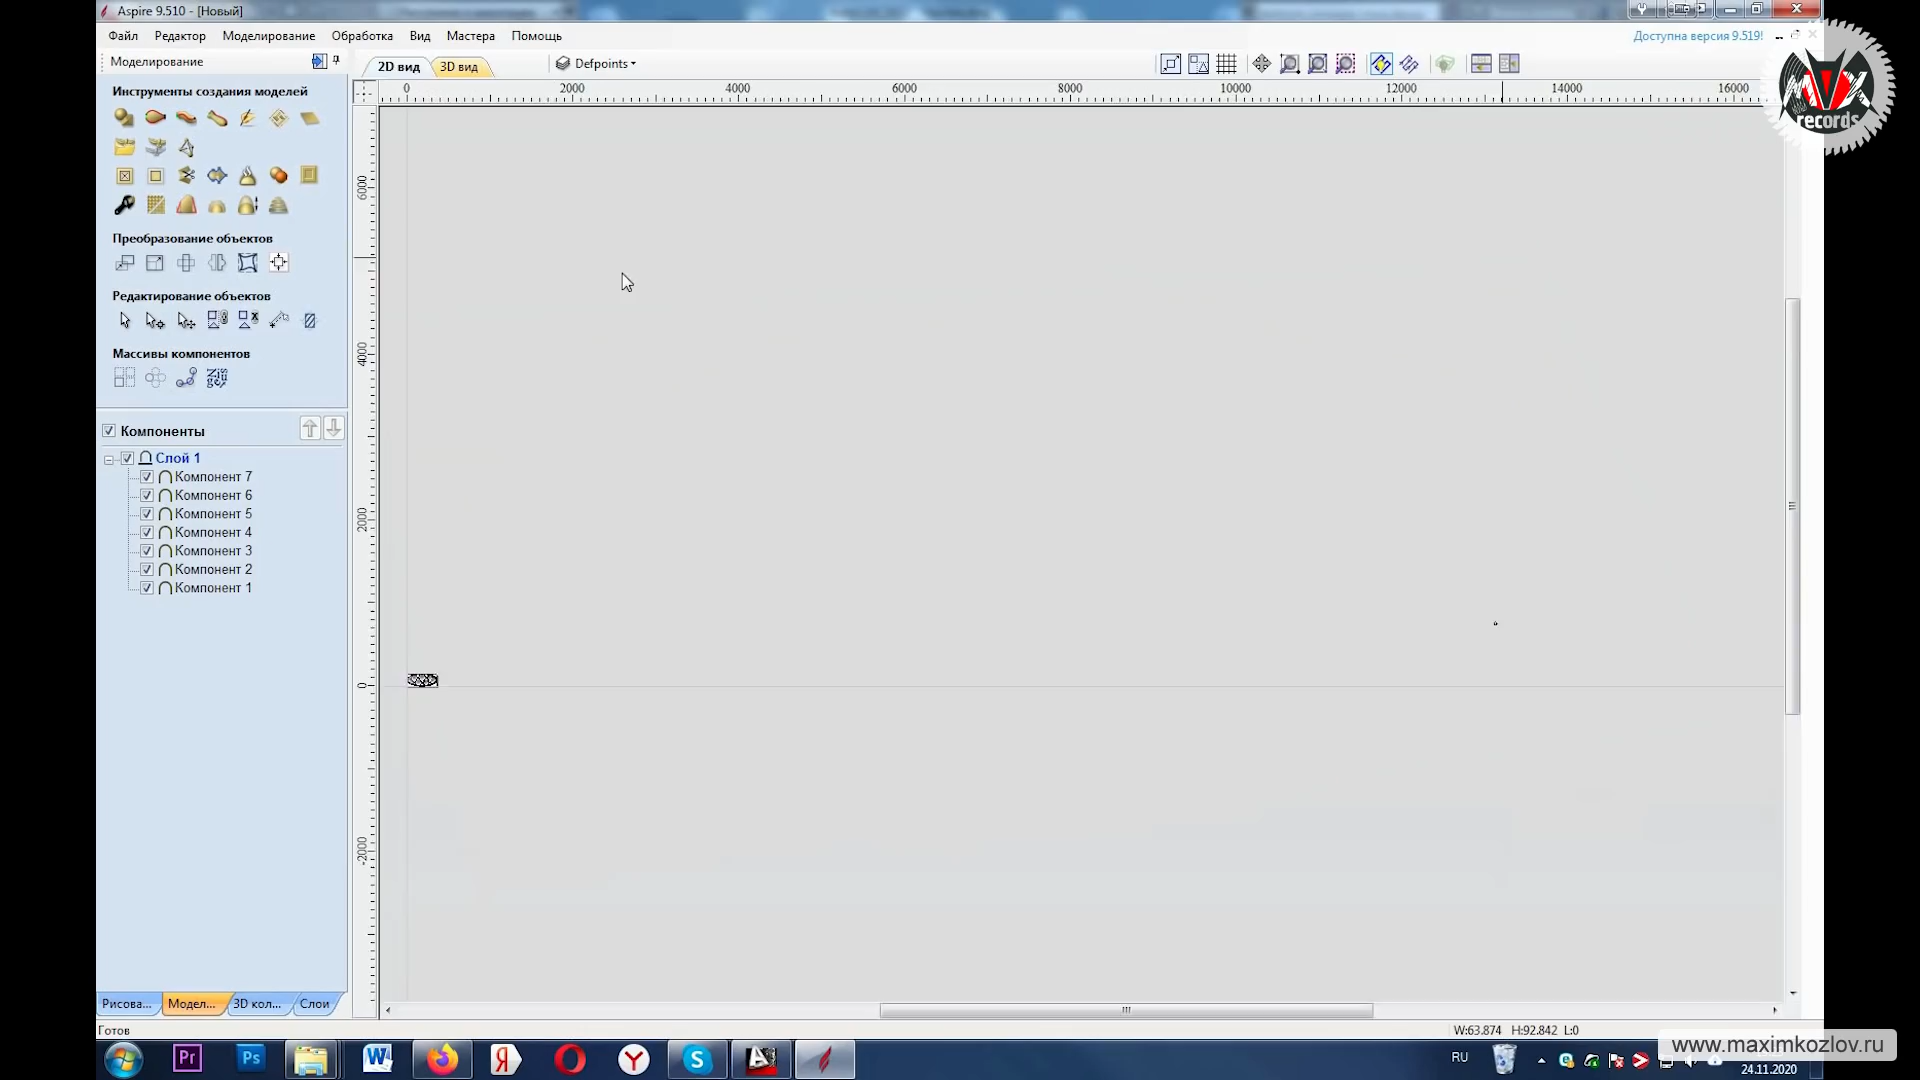 Aspire 9.510 - [Новый]
Файл Редактор Моделирование Вид Мастера Помощь
Доступна версия 9.519!
Моделирование
2D вид 3D вид Defpoints
Инструменты создания моделей
Преобразование объектов
Редактирование объектов
Массивы компонентов
Компоненты
Слой 1
Компонент 7
Компонент 6
Компонент 5
Компонент 4
Компонент 3
Компонент 2
Компонент 1
0 2000 4000 6000 8000 10000 12000 14000 16000
6000
4000
2000
0
-2000
Рисова... Модел... 3D кол... Слои
Готов
W:63.874 H:92.842 L:0
Pr Ps W Я Y S A
RU
24.11.2020
www.maximkozlov.ru
MVX
records